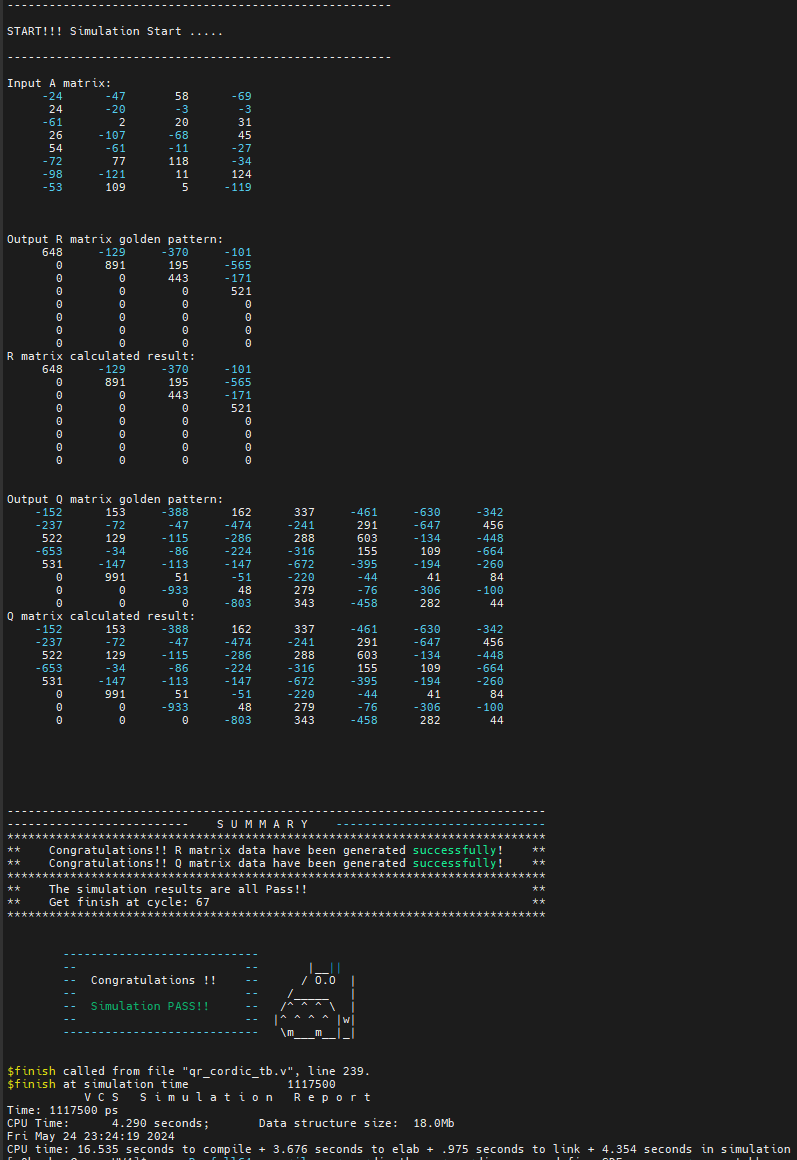 -------------------------------------------------------
START!!! Simulation Start .....
-------------------------------------------------------
Input A matrix:
-24 -47 58 -69
24 -20 -3 -3
-61 2 20 31
26 -107 -68 45
54 -61 -11 -27
-72 77 118 -34
-98 -121 11 124
-53 109 5 -119
Output R matrix golden pattern:
648 -129 -370 -101
0 891 195 -565
0 0 443 -171
0 0 0 521
0 0 0 0
0 0 0 0
0 0 0 0
0 0 0 0
R matrix calculated result:
648 -129 -370 -101
0 891 195 -565
0 0 443 -171
0 0 0 521
0 0 0 0
0 0 0 0
0 0 0 0
0 0 0 0
Output Q matrix golden pattern:
-152 153 -388 162 337 -461 -630 -342
-237 -72 -47 -474 -241 291 -647 456
522 129 -115 -286 288 603 -134 -448
-653 -34 -86 -224 -316 155 109 -664
531 -147 -113 -147 -672 -395 -194 -260
0 991 51 -51 -220 -44 41 84
0 0 -933 48 279 -76 -306 -100
0 0 0 -803 343 -458 282 44
Q matrix calculated result:
-152 153 -388 162 337 -461 -630 -342
-237 -72 -47 -474 -241 291 -647 456
522 129 -115 -286 288 603 -134 -448
-653 -34 -86 -224 -316 155 109 -664
531 -147 -113 -147 -672 -395 -194 -260
0 991 51 -51 -220 -44 41 84
0 0 -933 48 279 -76 -306 -100
0 0 0 -803 343 -458 282 44
-----------------------------------------------------------------------------
--------------------------    S U M M A R Y    ------------------------------
*****************************************************************************
**    Congratulations!! R matrix data have been generated successfully!    **
**    Congratulations!! Q matrix data have been generated successfully!    **
*****************************************************************************
**    The simulation results are all Pass!!                                **
**    Get finish at cycle: 67                                              **
*****************************************************************************
        ----------------------------
        --                        --       |__||
        --  Congratulations !!    --      / O.O  |
        --                        --    /_____   |
        --  Simulation PASS!!     --   /^ ^ ^ \  |
        --                        --  |^ ^ ^ ^ |w|
        ----------------------------   \m___m__|_|
$finish called from file "qr_cordic_tb.v", line 239.
$finish at simulation time              1117500
V C S   S i m u l a t i o n   R e p o r t
Time: 1117500 ps
CPU Time:      4.290 seconds;       Data structure size:  18.0Mb
Fri May 24 23:24:19 2024
CPU time: 16.535 seconds to compile + 3.676 seconds to elab + .975 seconds to link + 4.354 seconds in simulation